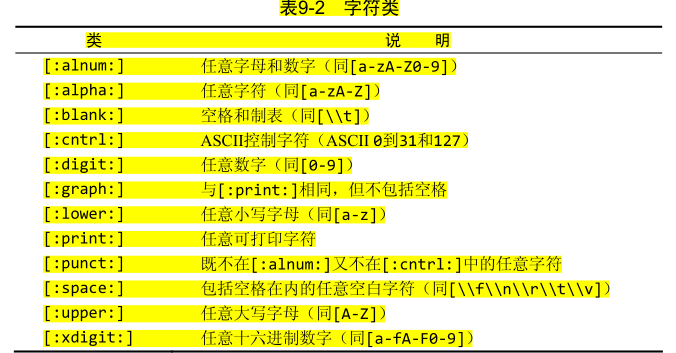 表9-2 字符类
类 说 明
[:alnum:] 任意字母和数字（同[a-zA-Z0-9]）
[:alpha:] 任意字符（同[a-zA-Z]）
[:blank:] 空格和制表（同[\\t]）
[:cntrl:] ASCII控制字符（ASCII 0到31和127）
[:digit:] 任意数字（同[0-9]）
[:graph:] 与[:print:]相同，但不包括空格
[:lower:] 任意小写字母（同[a-z]）
[:print:] 任意可打印字符
[:punct:] 既不在[:alnum:]又不在[:cntrl:]中的任意字符
[:space:] 包括空格在内的任意空白字符（同[\\f\\n\\r\\t\\v]）
[:upper:] 任意大写字母（同[A-Z]）
[:xdigit:] 任意十六进制数字（同[a-fA-F0-9]）